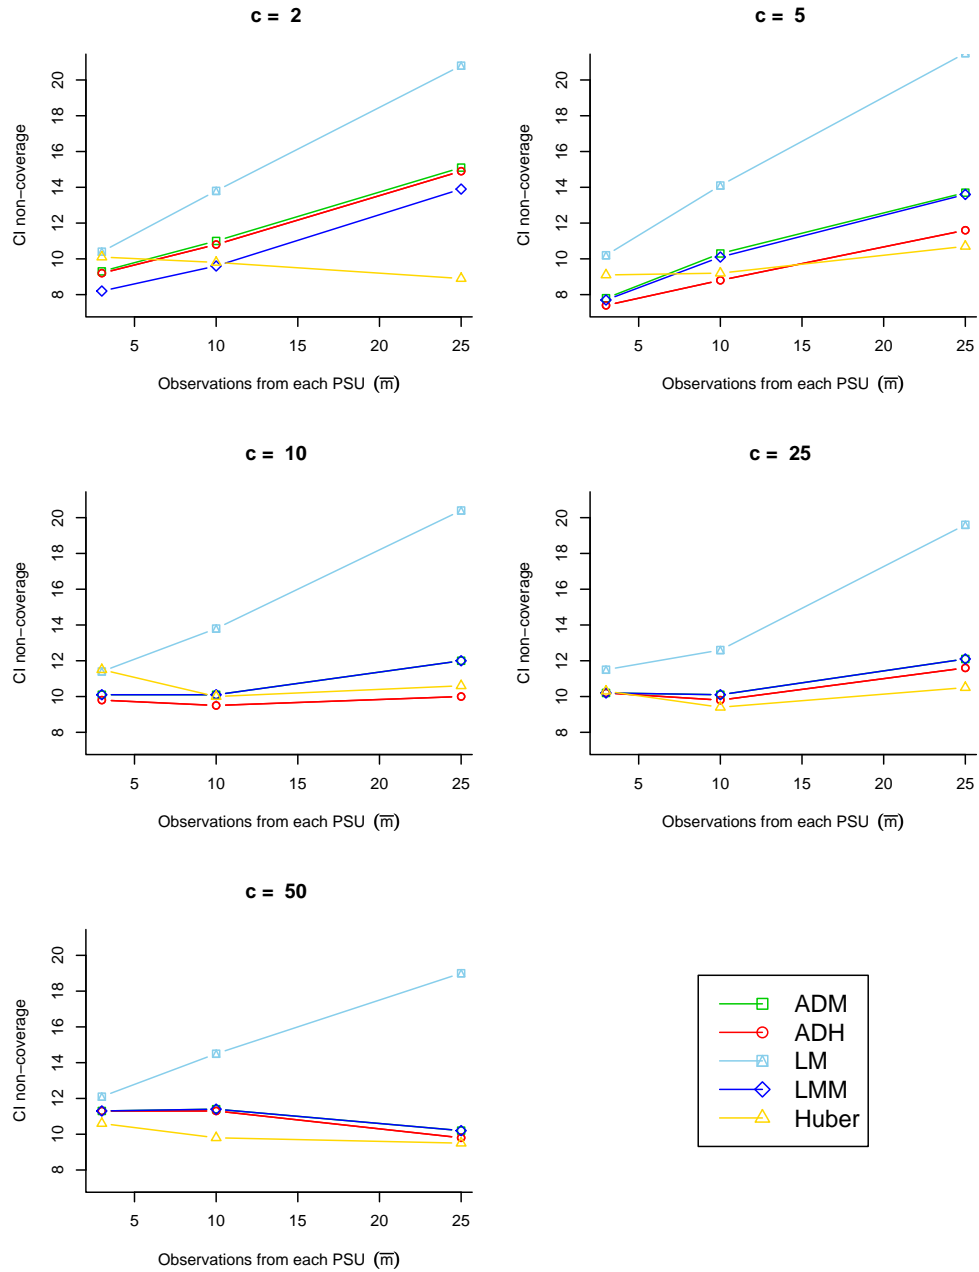 c = 2
CI non−coverage
8 10 12 14 16 18 20
5 10 15 20 25
Observations from each PSU (m̅)
c = 5
CI non−coverage
8 10 12 14 16 18 20
5 10 15 20 25
Observations from each PSU (m̅)
c = 10
CI non−coverage
8 10 12 14 16 18 20
5 10 15 20 25
Observations from each PSU (m̅)
c = 25
CI non−coverage
8 10 12 14 16 18 20
5 10 15 20 25
Observations from each PSU (m̅)
c = 50
CI non−coverage
8 10 12 14 16 18 20
5 10 15 20 25
Observations from each PSU (m̅)
ADM
ADH
LM
LMM
Huber